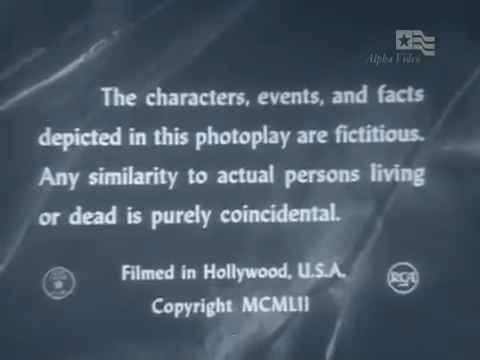 Alpha Video
The characters, events, and facts
depicted in this photoplay are fictitious.
Any similarity to actual persons living
or dead is purely coincidental.
Filmed in Hollywood, U.S.A.
RCA
Copyright MCMLII